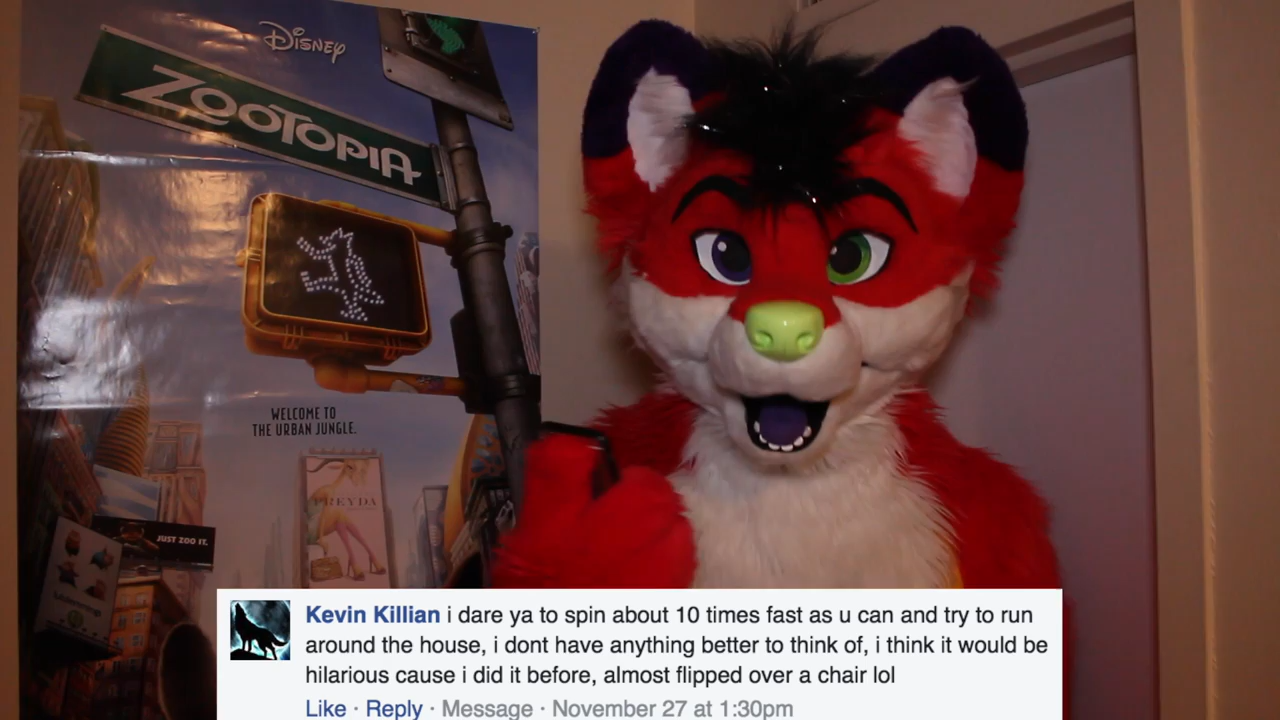 Disney
ZOOTOPIA
WELCOME TO
THE URBAN JUNGLE.
PREYDA
JUST ZOO IT.
Kevin Killian i dare ya to spin about 10 times fast as u can and try to run
around the house, i dont have anything better to think of, i think it would be
hilarious cause i did it before, almost flipped over a chair lol
Like · Reply · Message · November 27 at 1:30pm